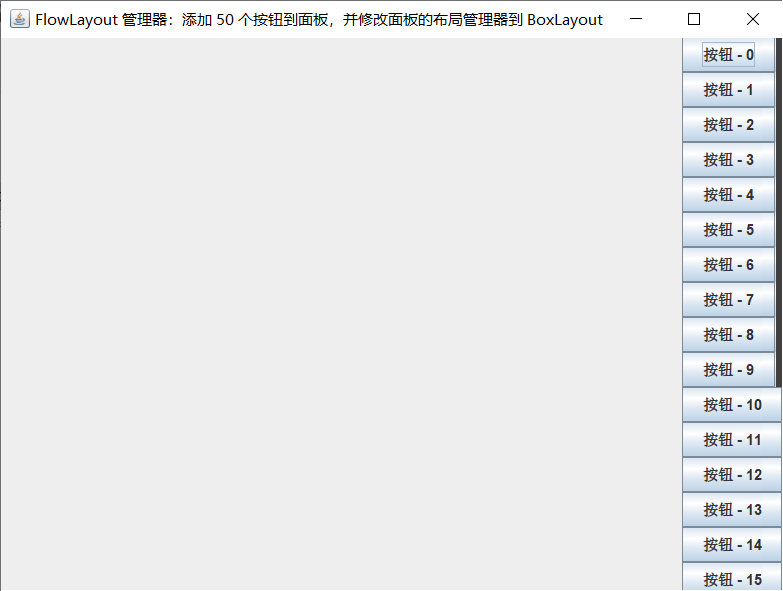 FlowLayout 管理器：添加 50 个按钮到面板，并修改面板的布局管理器到 BoxLayout
按钮 - 0
按钮 - 1
按钮 - 2
按钮 - 3
按钮 - 4
按钮 - 5
按钮 - 6
按钮 - 7
按钮 - 8
按钮 - 9
按钮 - 10
按钮 - 11
按钮 - 12
按钮 - 13
按钮 - 14
按钮 - 15